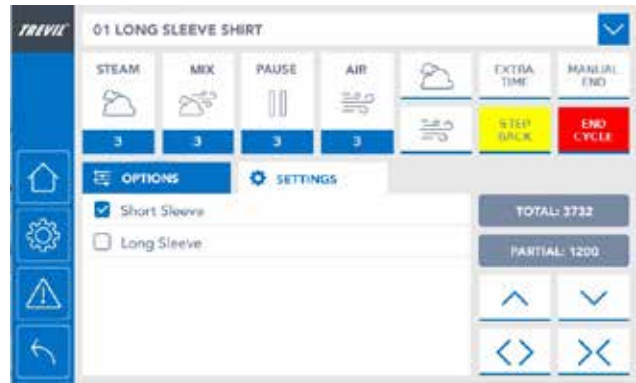 TREVIL
01 LONG SLEEVE SHIRT
STEAM MIX PAUSE AIR
3 3 3 3
EXTRA TIME
MANUAL END
STEP BACK
END CYCLE
OPTIONS
SETTINGS
Short Sleeve
Long Sleeve
TOTAL: 3732
PARTIAL: 1200